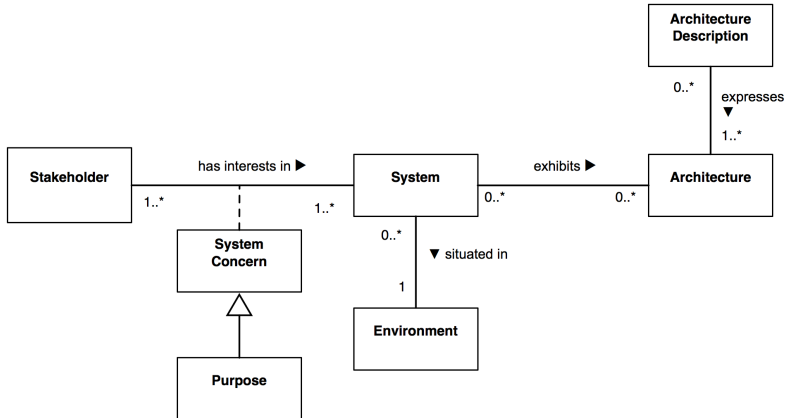 Architecture
Description
0..*
expresses
▼
1..*
Stakeholder
has interests in ▶
System
exhibits ▶
Architecture
1..*
1..*
0..*
0..*
System
Concern
0..*
▼ situated in
1
Environment
Purpose